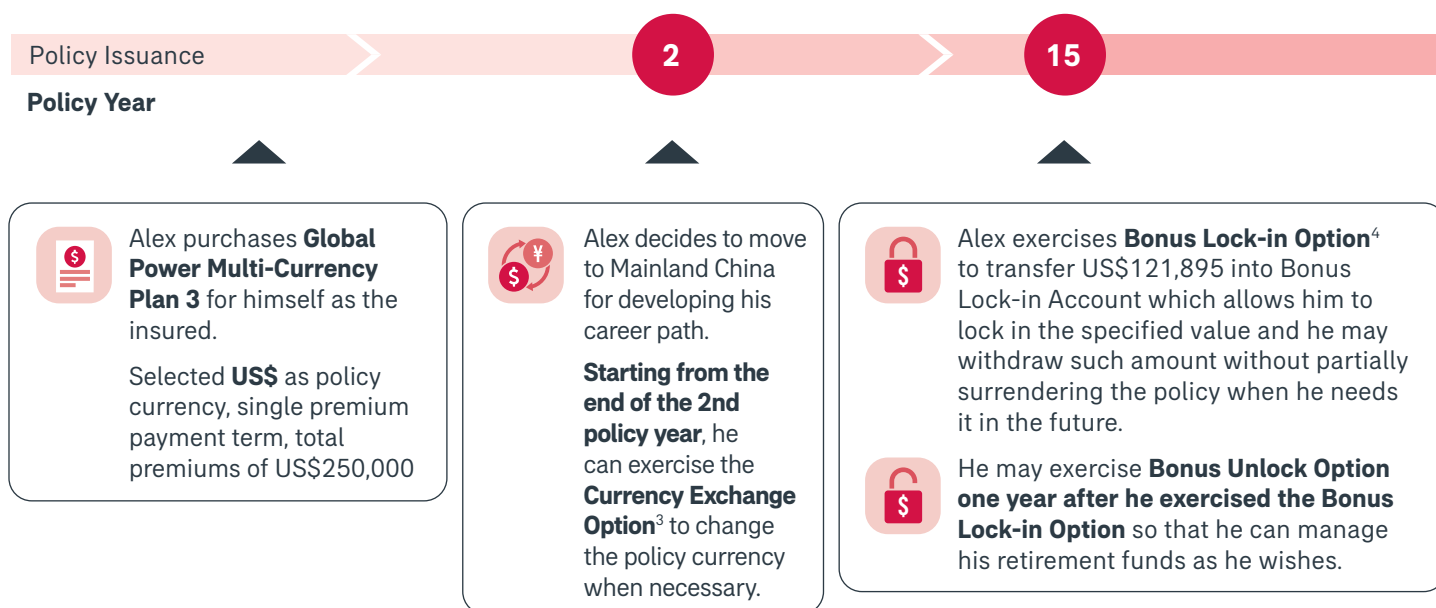 Policy Issuance
2
15
Policy Year
$
Alex purchases Global
Power Multi-Currency
Plan 3 for himself as the
insured.
Selected US$ as policy
currency, single premium
payment term, total
premiums of US$250,000
$ ¥
Alex decides to move
to Mainland China
for developing his
career path.
Starting from the
end of the 2nd
policy year, he
can exercise the
Currency Exchange
Option³ to change
the policy currency
when necessary.
$
Alex exercises Bonus Lock-in Option⁴
to transfer US$121,895 into Bonus
Lock-in Account which allows him to
lock in the specified value and he may
withdraw such amount without partially
surrendering the policy when he needs
it in the future.
$
He may exercise Bonus Unlock Option
one year after he exercised the Bonus
Lock-in Option so that he can manage
his retirement funds as he wishes.